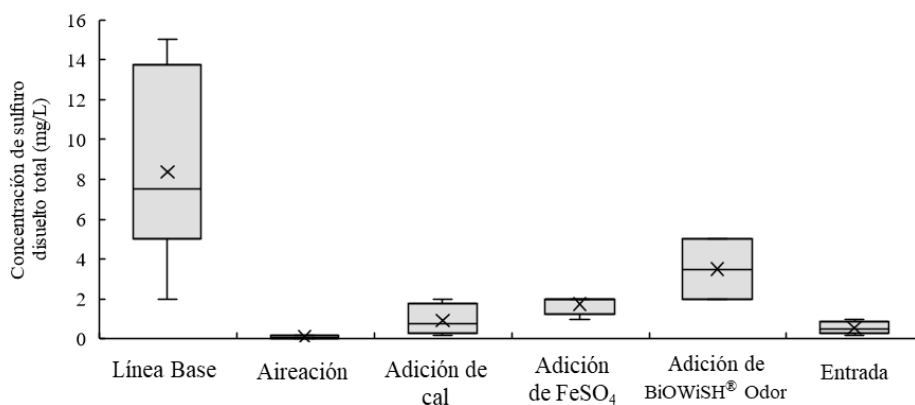 Concentración de sulfuro
disuelto total (mg/L)
16
14
12
10
8
6
4
2
0
Línea Base
Aireación
Adición de
cal
Adición
de FeSO₄
Adición de
BiOWiSH® Odor
Entrada